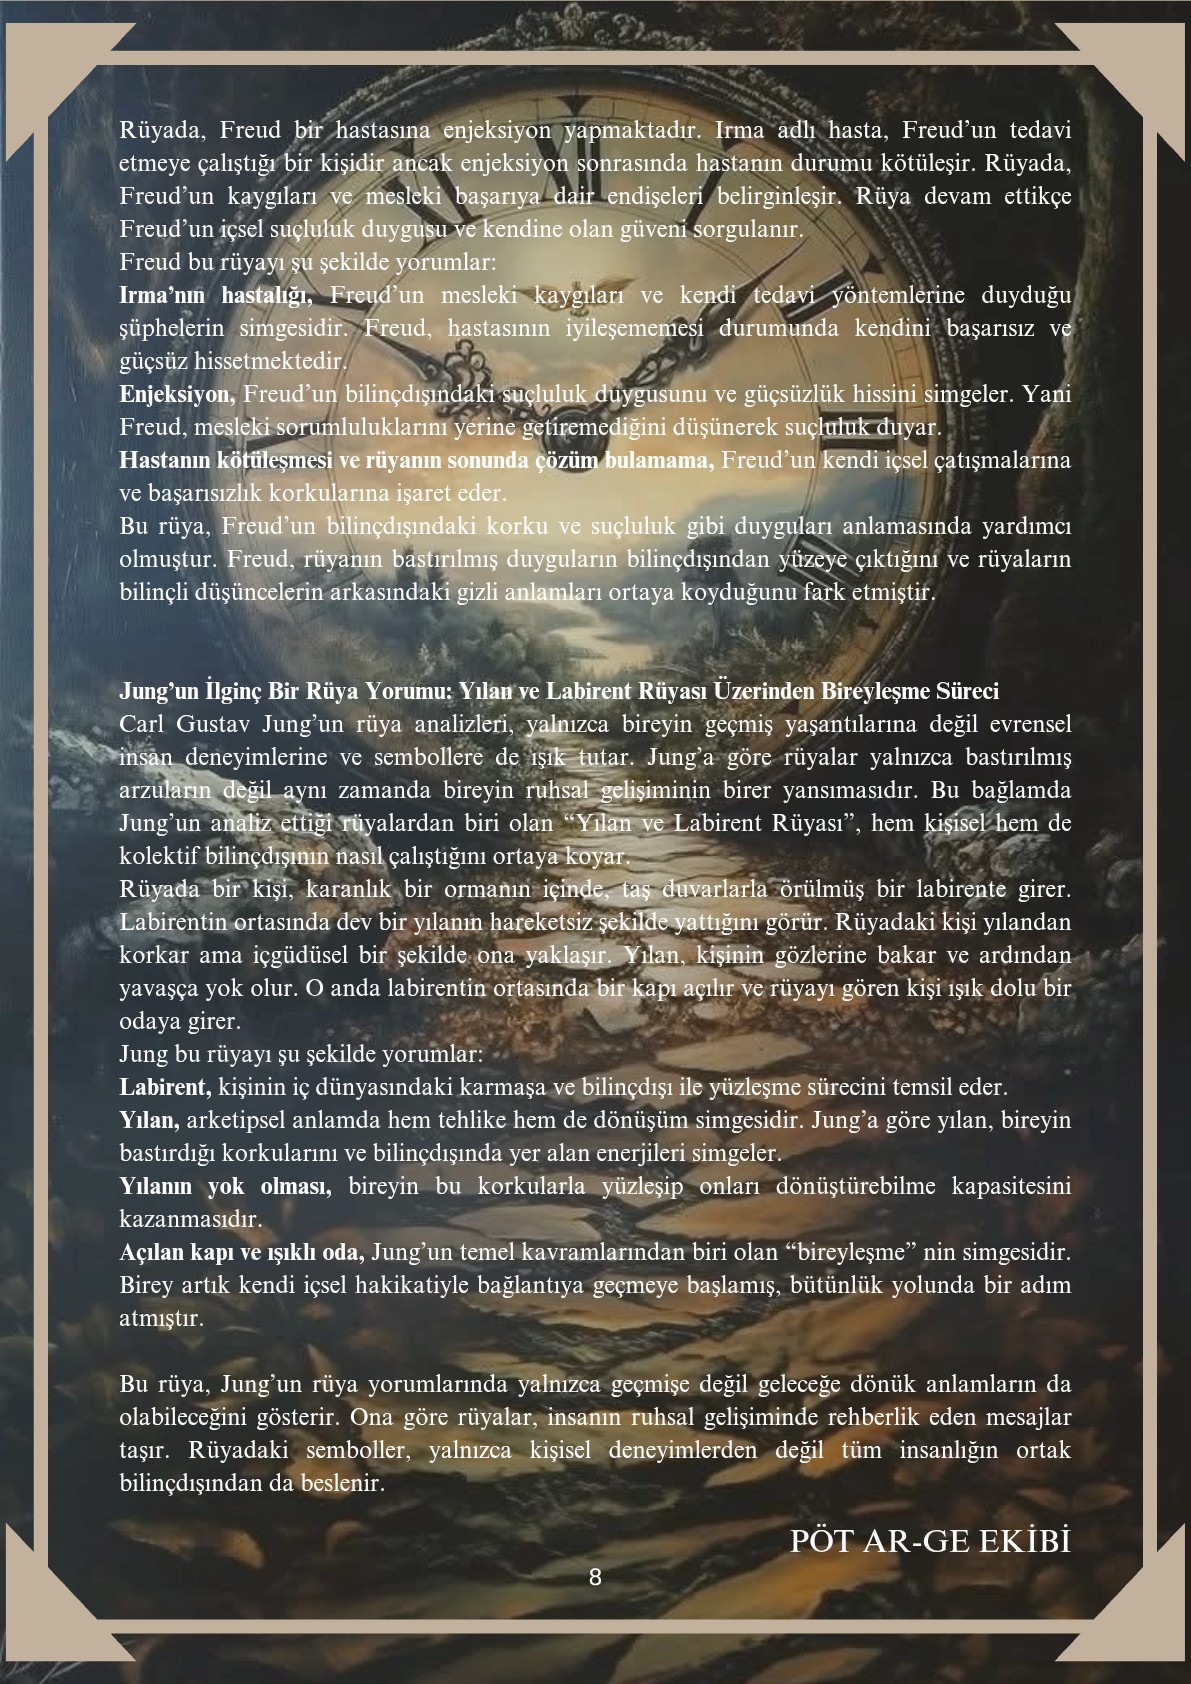 Rüyada, Freud bir hastasına enjeksiyon yapmaktadır. Irma adlı hasta, Freud’un tedavi
etmeye çalıştığı bir kişidir ancak enjeksiyon sonrasında hastanın durumu kötüleşir. Rüyada,
Freud’un kaygıları ve mesleki başarıya dair endişeleri belirginleşir. Rüya devam ettikçe
Freud’un içsel suçluluk duygusu ve kendine olan güveni sorgulanır.
Freud bu rüyayı şu şekilde yorumlar:
Irma’nın hastalığı, Freud’un mesleki kaygıları ve kendi tedavi yöntemlerine duyduğu
şüphelerin simgesidir. Freud, hastasının iyileşememesi durumunda kendini başarısız ve
güçsüz hissetmektedir.
Enjeksiyon, Freud’un bilinçdışındaki suçluluk duygusunu ve güçsüzlük hissini simgeler. Yani
Freud, mesleki sorumluluklarını yerine getiremediğini düşünerek suçluluk duyar.
Hastanın kötüleşmesi ve rüyanın sonunda çözüm bulamama, Freud’un kendi içsel çatışmalarına
ve başarısızlık korkularına işaret eder.
Bu rüya, Freud’un bilinçdışındaki korku ve suçluluk gibi duyguları anlamasında yardımcı
olmuştur. Freud, rüyanın bastırılmış duyguların bilinçdışından yüzeye çıktığını ve rüyaların
bilinçli düşüncelerin arkasındaki gizli anlamları ortaya koyduğunu fark etmiştir.
Jung’un İlginç Bir Rüya Yorumu: Yılan ve Labirent Rüyası Üzerinden Bireyleşme Süreci
Carl Gustav Jung’un rüya analizleri, yalnızca bireyin geçmiş yaşantılarına değil evrensel
insan deneyimlerine ve sembollere de ışık tutar. Jung’a göre rüyalar yalnızca bastırılmış
arzuların değil aynı zamanda bireyin ruhsal gelişiminin birer yansımasıdır. Bu bağlamda
Jung’un analiz ettiği rüyalardan biri olan “Yılan ve Labirent Rüyası”, hem kişisel hem de
kolektif bilinçdışının nasıl çalıştığını ortaya koyar.
Rüyada bir kişi, karanlık bir ormanın içinde, taş duvarlarla örülmüş bir labirente girer.
Labirentin ortasında dev bir yılanın hareketsiz şekilde yattığını görür. Rüyadaki kişi yılandan
korkar ama içgüdüsel bir şekilde ona yaklaşır. Yılan, kişinin gözlerine bakar ve ardından
yavaşça yok olur. O anda labirentin ortasında bir kapı açılır ve rüyayı gören kişi ışık dolu bir
odaya girer.
Jung bu rüyayı şu şekilde yorumlar:
Labirent, kişinin iç dünyasındaki karmaşa ve bilinçdışı ile yüzleşme sürecini temsil eder.
Yılan, arketipsel anlamda hem tehlike hem de dönüşüm simgesidir. Jung’a göre yılan, bireyin
bastırdığı korkularını ve bilinçdışında yer alan enerjileri simgeler.
Yılanın yok olması, bireyin bu korkularla yüzleşip onları dönüştürebilme kapasitesini
kazanmasıdır.
Açılan kapı ve ışıklı oda, Jung’un temel kavramlarından biri olan “bireyleşme” nin simgesidir.
Birey artık kendi içsel hakikatiyle bağlantıya geçmeye başlamış, bütünlük yolunda bir adım
atmıştır.
Bu rüya, Jung’un rüya yorumlarında yalnızca geçmişe değil geleceğe dönük anlamların da
olabileceğini gösterir. Ona göre rüyalar, insanın ruhsal gelişiminde rehberlik eden mesajlar
taşır. Rüyadaki semboller, yalnızca kişisel deneyimlerden değil tüm insanlığın ortak
bilinçdışından da beslenir.
PÖT AR-GE EKİBİ
8